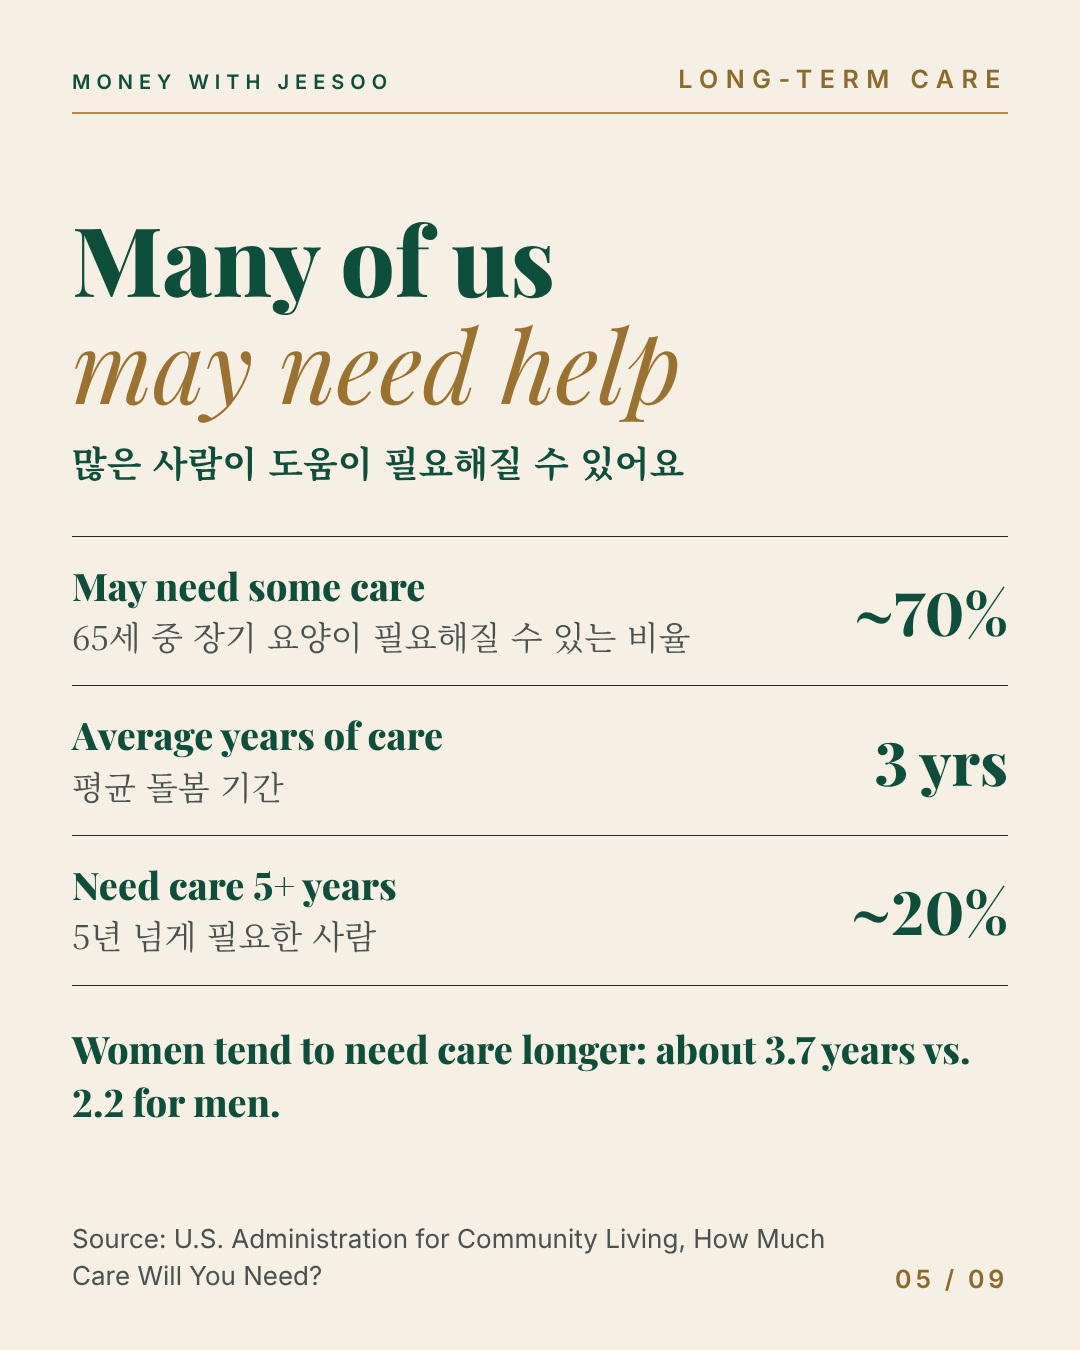 MONEY WITH JEESOO
LONG-TERM CARE
Many of us
may need help
많은 사람이 도움이 필요해질 수 있어요
May need some care
65세 중 장기 요양이 필요해질 수 있는 비율
~70%
Average years of care
평균 돌봄 기간
3 yrs
Need care 5+ years
5년 넘게 필요한 사람
~20%
Women tend to need care longer: about 3.7 years vs.
2.2 for men.
Source: U.S. Administration for Community Living, How Much
Care Will You Need?
05 / 09